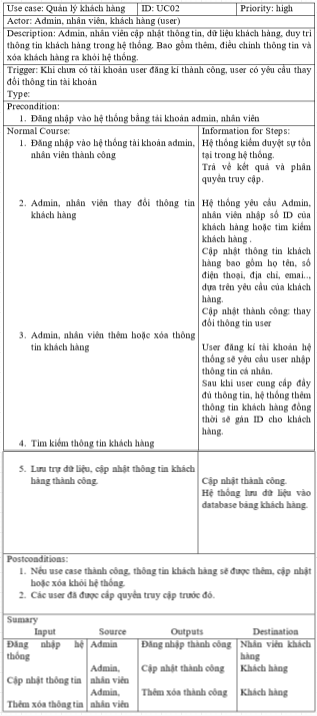 Use case: Quản lý khách hàng ID: UC02 Priority: high
Actor: Admin, nhân viên, khách hàng (user)
Description: Admin, nhân viên cập nhật thông tin, dữ liệu khách hàng, duy trì
thông tin khách hàng trong hệ thống. Bao gồm thêm, điều chỉnh thông tin và
xóa khách hàng ra khỏi hệ thống.
Trigger: Khi chưa có tài khoản user đăng kí thành công, user có yêu cầu thay
đổi thông tin tài khoản
Type:
Precondition:
1. Đăng nhập vào hệ thống bằng tài khoản admin, nhân viên
Normal Course:
1. Đăng nhập vào hệ thống tài khoản admin,
nhân viên thành công
2. Admin, nhân viên thay đổi thông tin
khách hàng
3. Admin, nhân viên thêm hoặc xóa thông
tin khách hàng
4. Tìm kiếm thông tin khách hàng
Information for Steps:
Hệ thống kiểm duyệt sự tồn
tại trong hệ thống.
Trả về kết quả và phân
quyền truy cập.
Hệ thống yêu cầu Admin,
nhân viên nhập số ID của
khách hàng hoặc tìm kiếm
khách hàng .
Cập nhật thông tin khách
hàng bao gồm họ tên, số
điện thoại, địa chỉ, emai..,
dựa trên yêu cầu của khách
hàng.
Cập nhật thành công: thay
đổi thông tin user
User đăng kí tài khoản hệ
thống sẽ yêu cầu user nhập
thông tin cá nhân.
Sau khi user cung cấp đầy
đủ thông tin, hệ thống thêm
thông tin khách hàng đồng
thời sẽ gán ID cho khách
hàng.
5. Lưu trữ dữ liệu, cập nhật thông tin khách
hàng thành công.
Cập nhật thành công.
Hệ thống lưu dữ liệu vào
database bảng khách hàng.
Postconditions:
1. Nếu use case thành công, thông tin khách hàng sẽ được thêm, cập nhật
hoặc xóa khỏi hệ thống.
2. Các user đã được cấp quyền truy cập trước đó.
Sumary
Input Source Outputs Destination
Đăng nhập hệ Admin Đăng nhập thành công Nhân viên khách
thống hàng
Admin, Cập nhật thành công Khách hàng
Cập nhật thông tin nhân viên
Admin, Thêm xóa thành công Khách hàng
Thêm xóa thông tin nhân viên